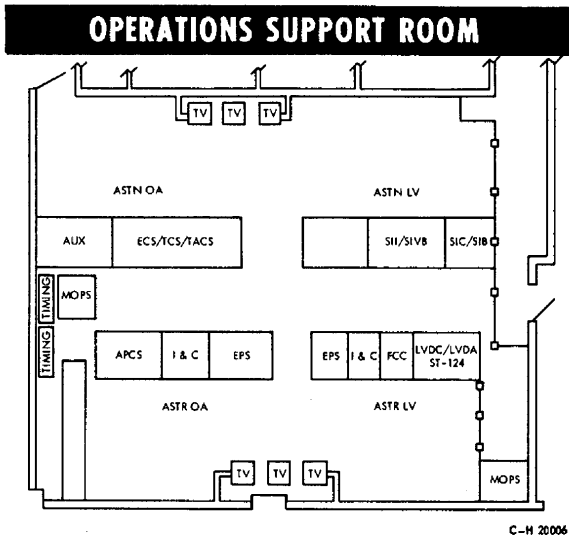 OPERATIONS SUPPORT ROOM
TV TV TV
ASTN OA ASTN LV
AUX ECS/TCS/TACS SII/SIVB SIC/SIB
TIMING MOPS
TIMING
APCS I & C EPS EPS I & C FCC LVDC/LVDA
ST-124
ASTR OA ASTR LV
TV TV TV
MOPS
C-H 20006